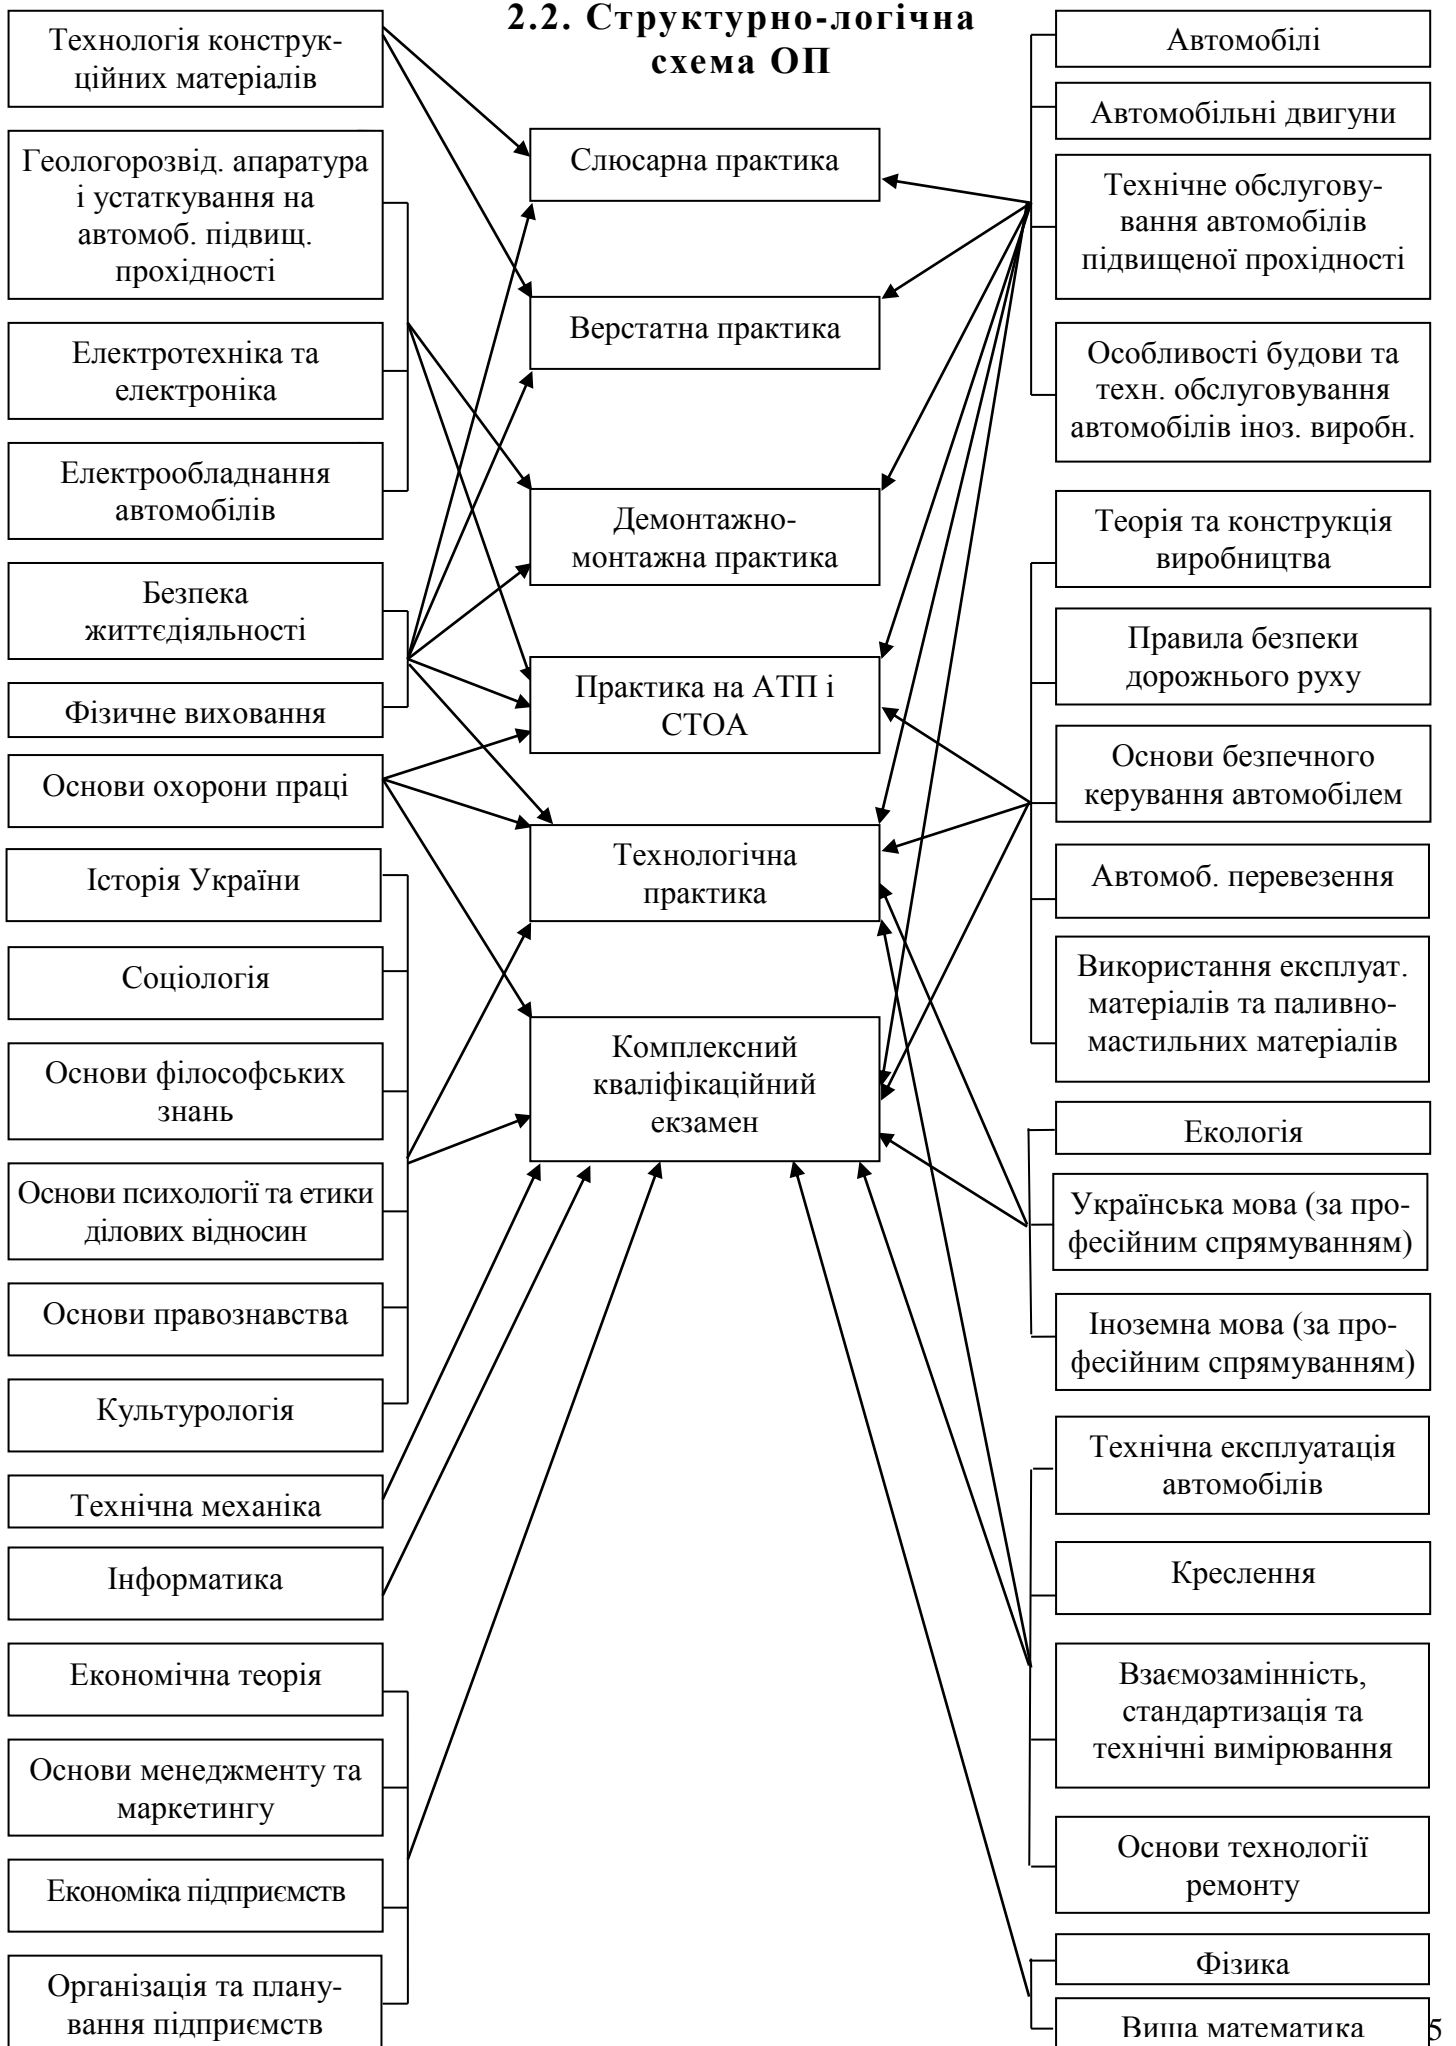 2.2. Структурно-логічна
схема ОП
Технологія конструк-
ційних матеріалів
Геологорозвід. апаратура
і устаткування на
автомоб. підвищ.
прохідності
Електротехніка та
електроніка
Електрообладнання
автомобілів
Безпека
життєдіяльності
Фізичне виховання
Основи охорони праці
Історія України
Соціологія
Основи філософських
знань
Основи психології та етики
ділових відносин
Основи правознавства
Культурологія
Технічна механіка
Інформатика
Економічна теорія
Основи менеджменту та
маркетингу
Економіка підприємств
Організація та плану-
вання підприємств
Слюсарна практика
Верстатна практика
Демонтажно-
монтажна практика
Практика на АТП і
СТОА
Технологічна
практика
Комплексний
кваліфікаційний
екзамен
Автомобілі
Автомобільні двигуни
Технічне обслугову-
вання автомобілів
підвищеної прохідності
Особливості будови та
техн. обслуговування
автомобілів іноз. виробн.
Теорія та конструкція
виробництва
Правила безпеки
дорожнього руху
Основи безпечного
керування автомобілем
Автомоб. перевезення
Використання експлуат.
матеріалів та паливно-
мастильних матеріалів
Екологія
Українська мова (за про-
фесійним спрямуванням)
Іноземна мова (за про-
фесійним спрямуванням)
Технічна експлуатація
автомобілів
Креслення
Взаємозамінність,
стандартизація та
технічні вимірювання
Основи технології
ремонту
Фізика
Вища математика
5